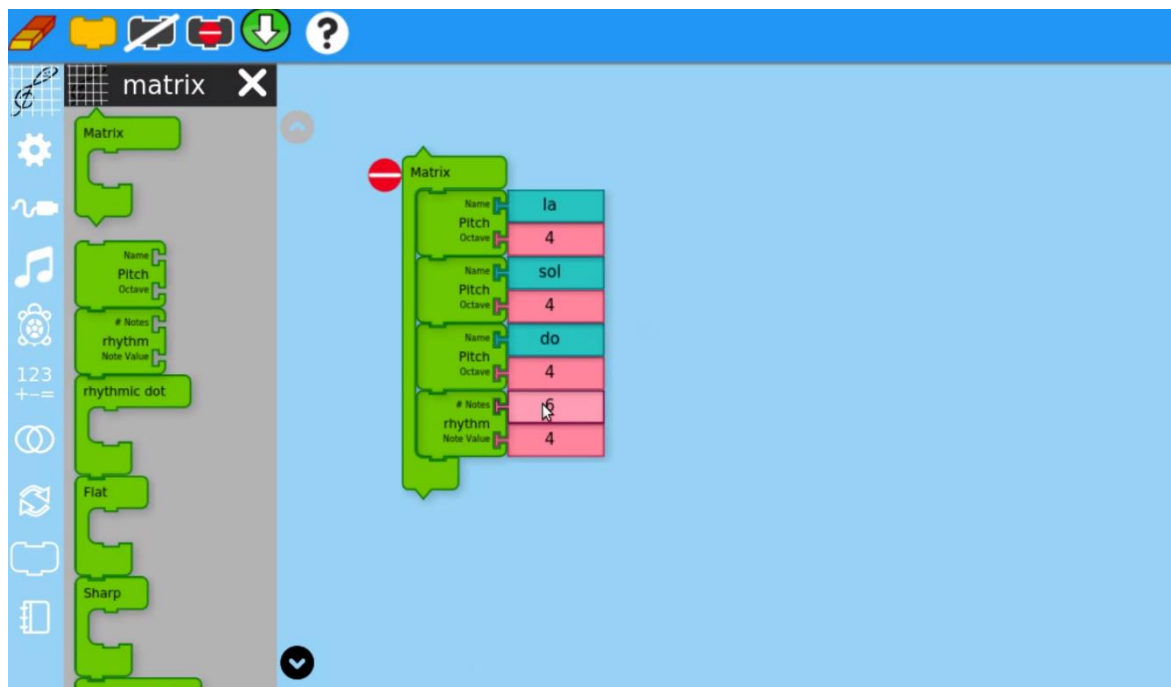 ?
matrix
Matrix
Name
Pitch
Octave
# Notes
rhythm
Note Value
rhythmic dot
Flat
Sharp
123
+-=
Matrix
Name la
Pitch
Octave 4
Name sol
Pitch
Octave 4
Name do
Pitch
Octave 4
# Notes 6
rhythm
Note Value 4